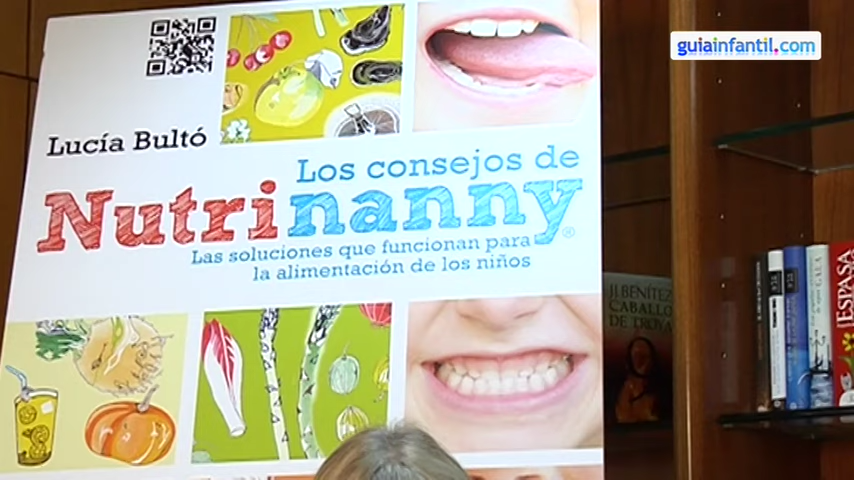 guiainfantil.com
Lucía Bultó
Los consejos de
Nutrinanny®
Las soluciones que funcionan para
la alimentación de los niños
JJ BENÍTEZ
CABALLO
DE TROYA
ESPASA